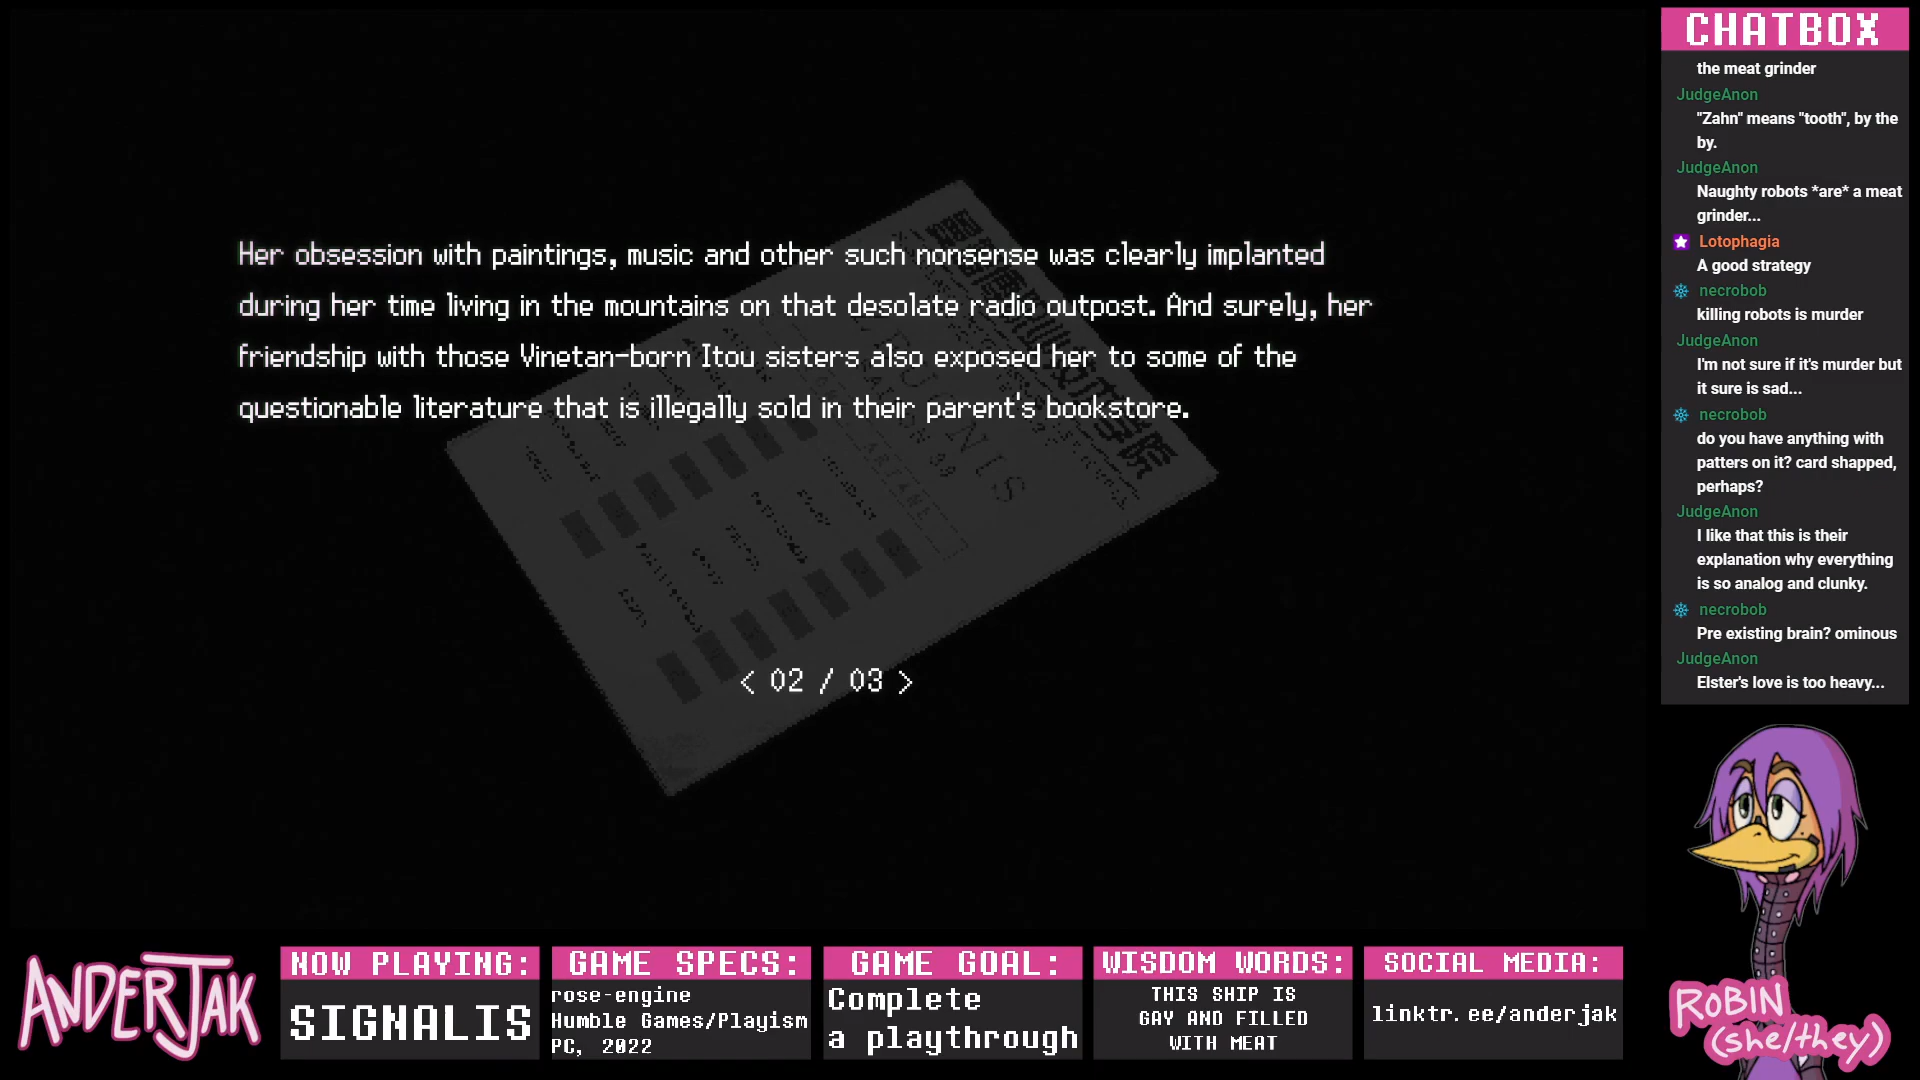 Her obsession with paintings, music and other such nonsense was clearly implanted
during her time living in the mountains on that desolate radio outpost. And surely, her
friendship with those Vinetan-born Itou sisters also exposed her to some of the
questionable literature that is illegally sold in their parent's bookstore.
< 02 / 03 >
CHATBOX
the meat grinder
JudgeAnon
"Zahn" means "tooth", by the
by.
JudgeAnon
Naughty robots *are* a meat
grinder...
Lotophagia
A good strategy
necrobob
killing robots is murder
JudgeAnon
I'm not sure if it's murder but
it sure is sad...
necrobob
do you have anything with
patters on it? card shapped,
perhaps?
JudgeAnon
I like that this is their
explanation why everything
is so analog and clunky.
necrobob
Pre existing brain? ominous
JudgeAnon
Elster's love is too heavy...
ANDERJAK
NOW PLAYING:
SIGNALIS
GAME SPECS:
rose-engine
Humble Games/Playism
PC, 2022
GAME GOAL:
Complete
a playthrough
WISDOM WORDS:
THIS SHIP IS
GAY AND FILLED
WITH MEAT
SOCIAL MEDIA:
linktr.ee/anderjak
ROBIN
(she/they)